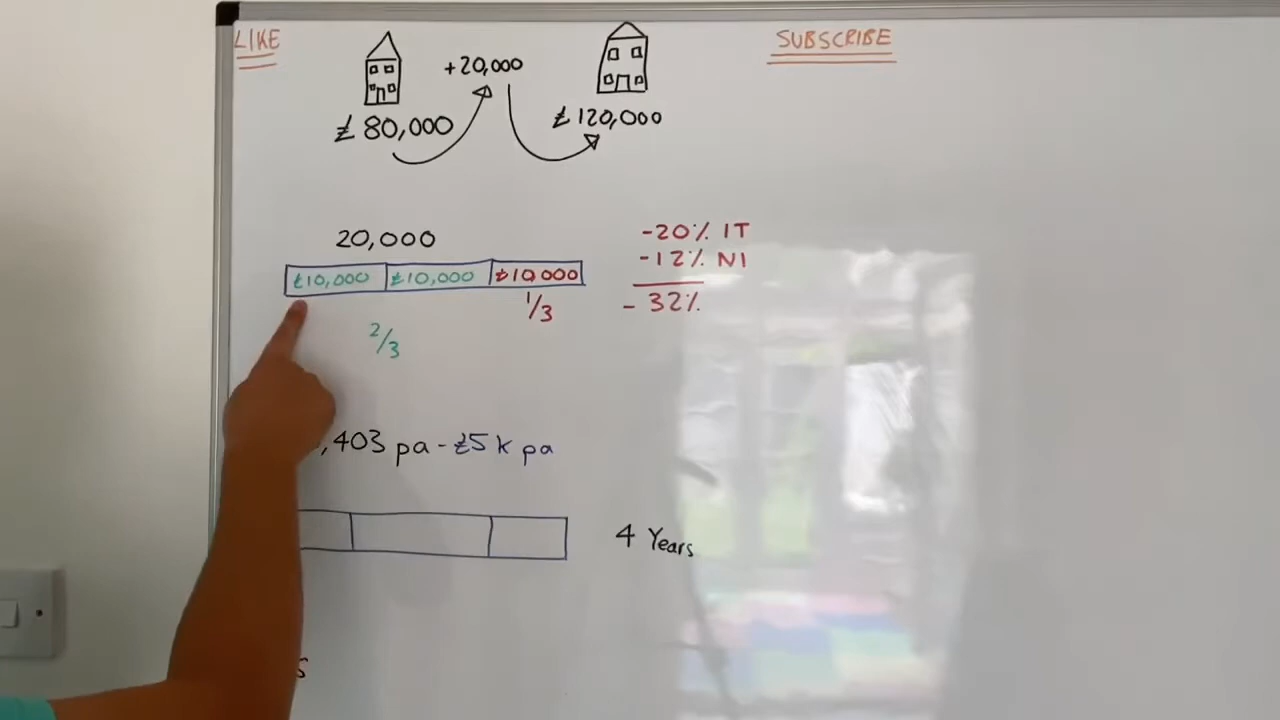 LIKE
SUBSCRIBE
+20,000
£80,000
£120,000
20,000
£10,000 £10,000 £10,000
1/3
2/3
-20% IT
-12% NI
- 32%
,403 pa - £5k pa
4 Years